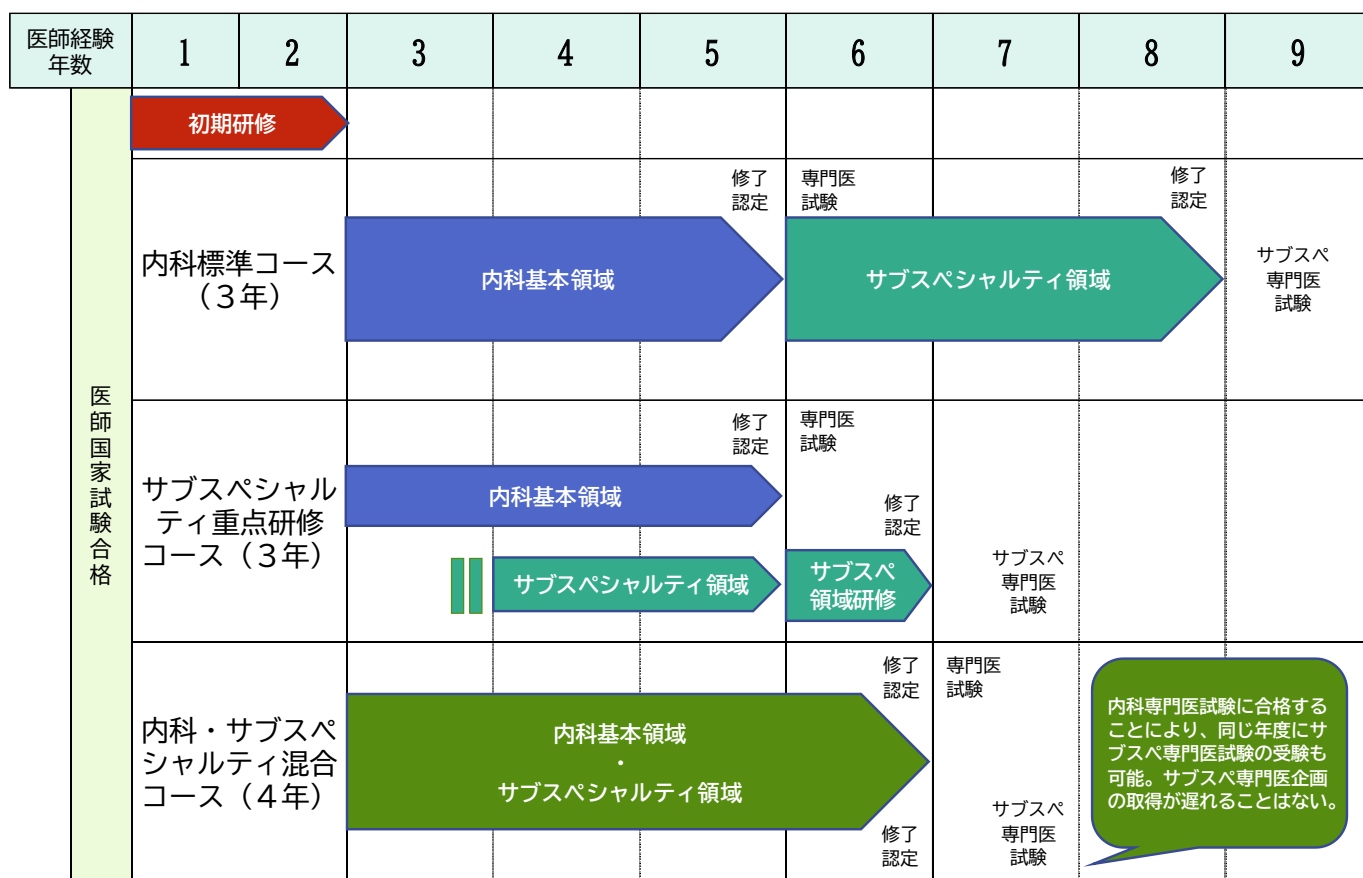 医師経験
年数
1
2
3
4
5
6
7
8
9
医師国家試験合格
初期研修
内科標準コース
（３年）
内科基本領域
修了
認定
専門医
試験
サブスペシャルティ領域
修了
認定
サブスペ
専門医
試験
サブスペシャル
ティ重点研修
コース（３年）
内科基本領域
修了
認定
専門医
試験
サブスペシャルティ領域
サブスペ
領域研修
修了
認定
サブスペ
専門医
試験
内科・サブスペ
シャルティ混合
コース（４年）
内科基本領域
・
サブスペシャルティ領域
修了
認定
専門医
試験
修了
認定
サブスペ
専門医
試験
内科専門医試験に合格する
ことにより、同じ年度にサ
ブスペ専門医試験の受験も
可能。サブスペ専門医企画
の取得が遅れることはない。